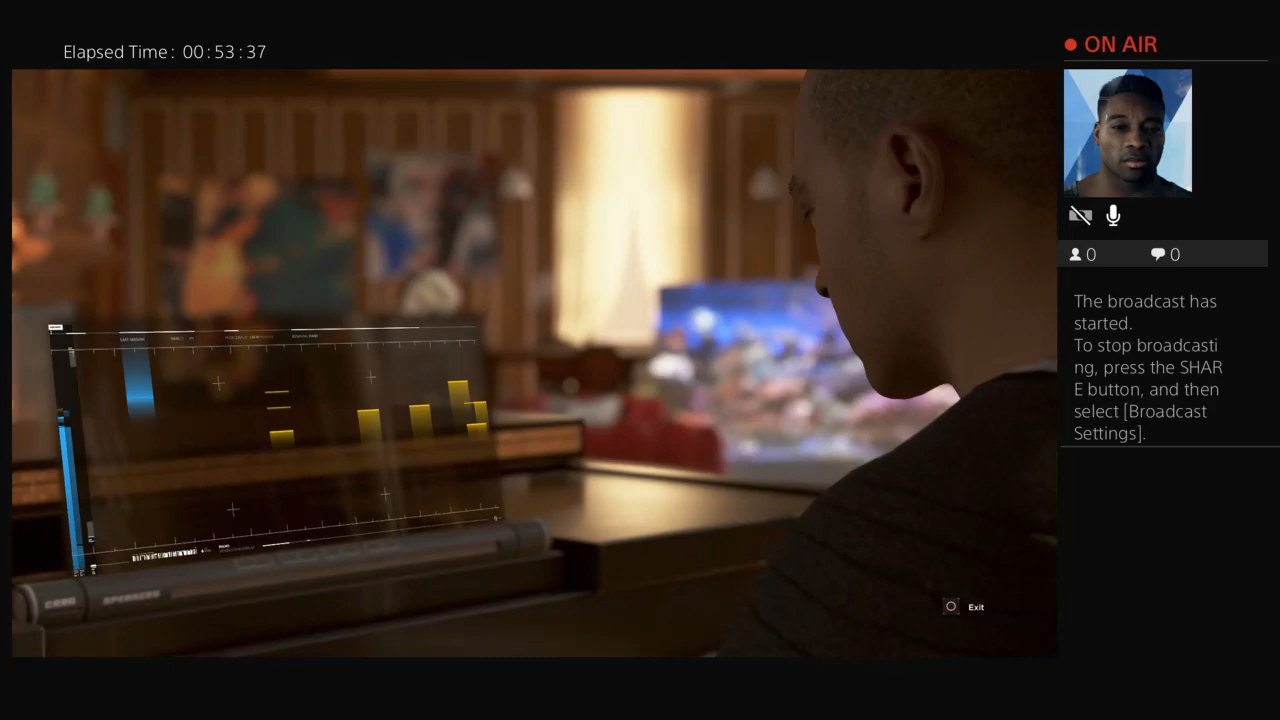 Elapsed Time: 00:53:37
ON AIR
0
0
The broadcast has
started.
To stop broadcasti
ng, press the SHAR
E button, and then
select [Broadcast
Settings].
Exit